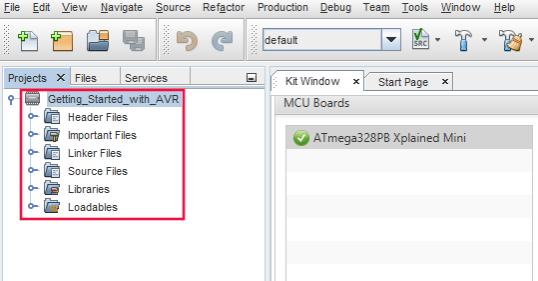 File Edit View Navigate Source Refactor Production Debug Team Tools Window Help
default
SRC
Projects Files Services
Getting_Started_with_AVR
Header Files
Important Files
Linker Files
Source Files
Libraries
Loadables
Kit Window Start Page
MCU Boards
ATmega328PB Xplained Mini